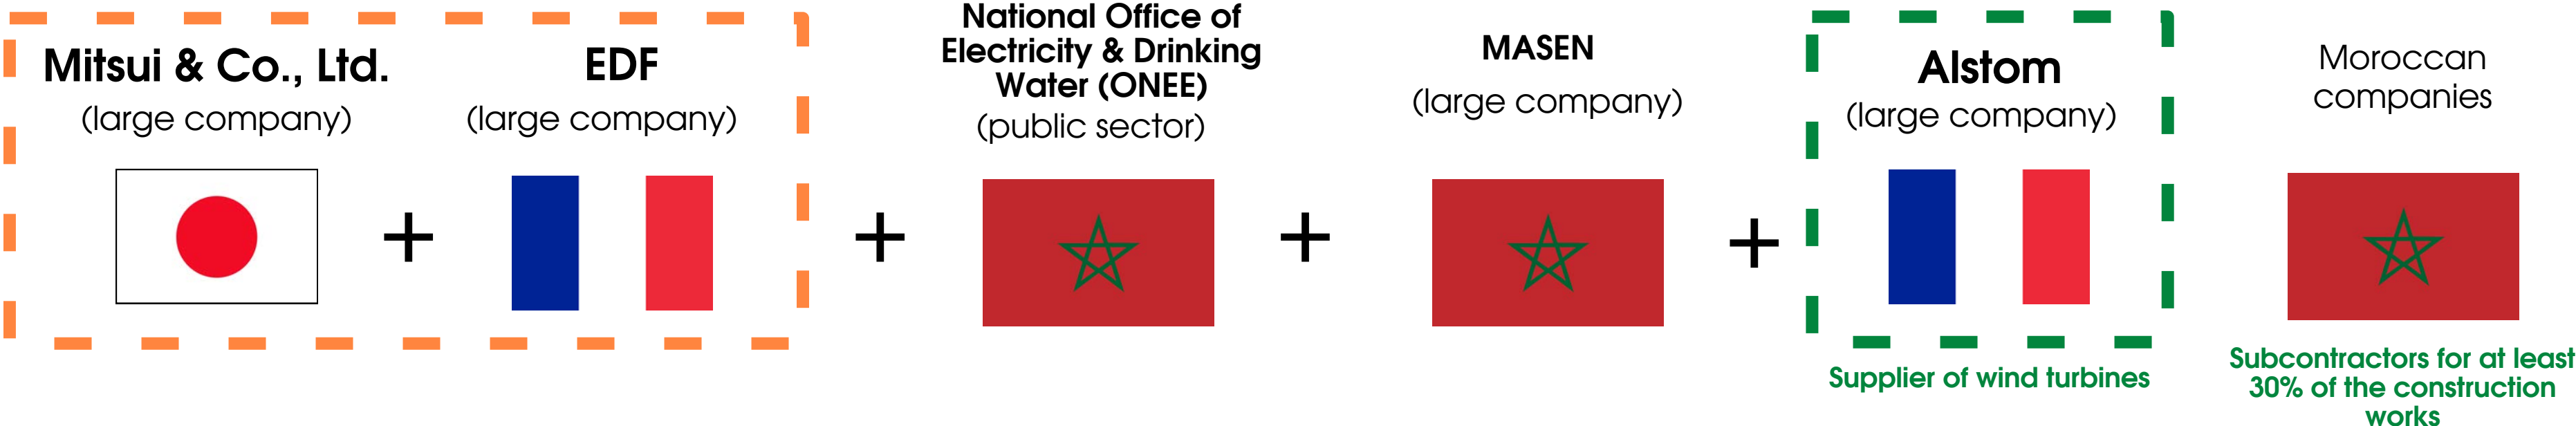 Mitsui & Co., Ltd.
(large company)
EDF
(large company)
National Office of
Electricity & Drinking
Water (ONEE)
(public sector)
MASEN
(large company)
Alstom
(large company)
Supplier of wind turbines
Moroccan
companies
Subcontractors for at least
30% of the construction
works
+
+
+
+